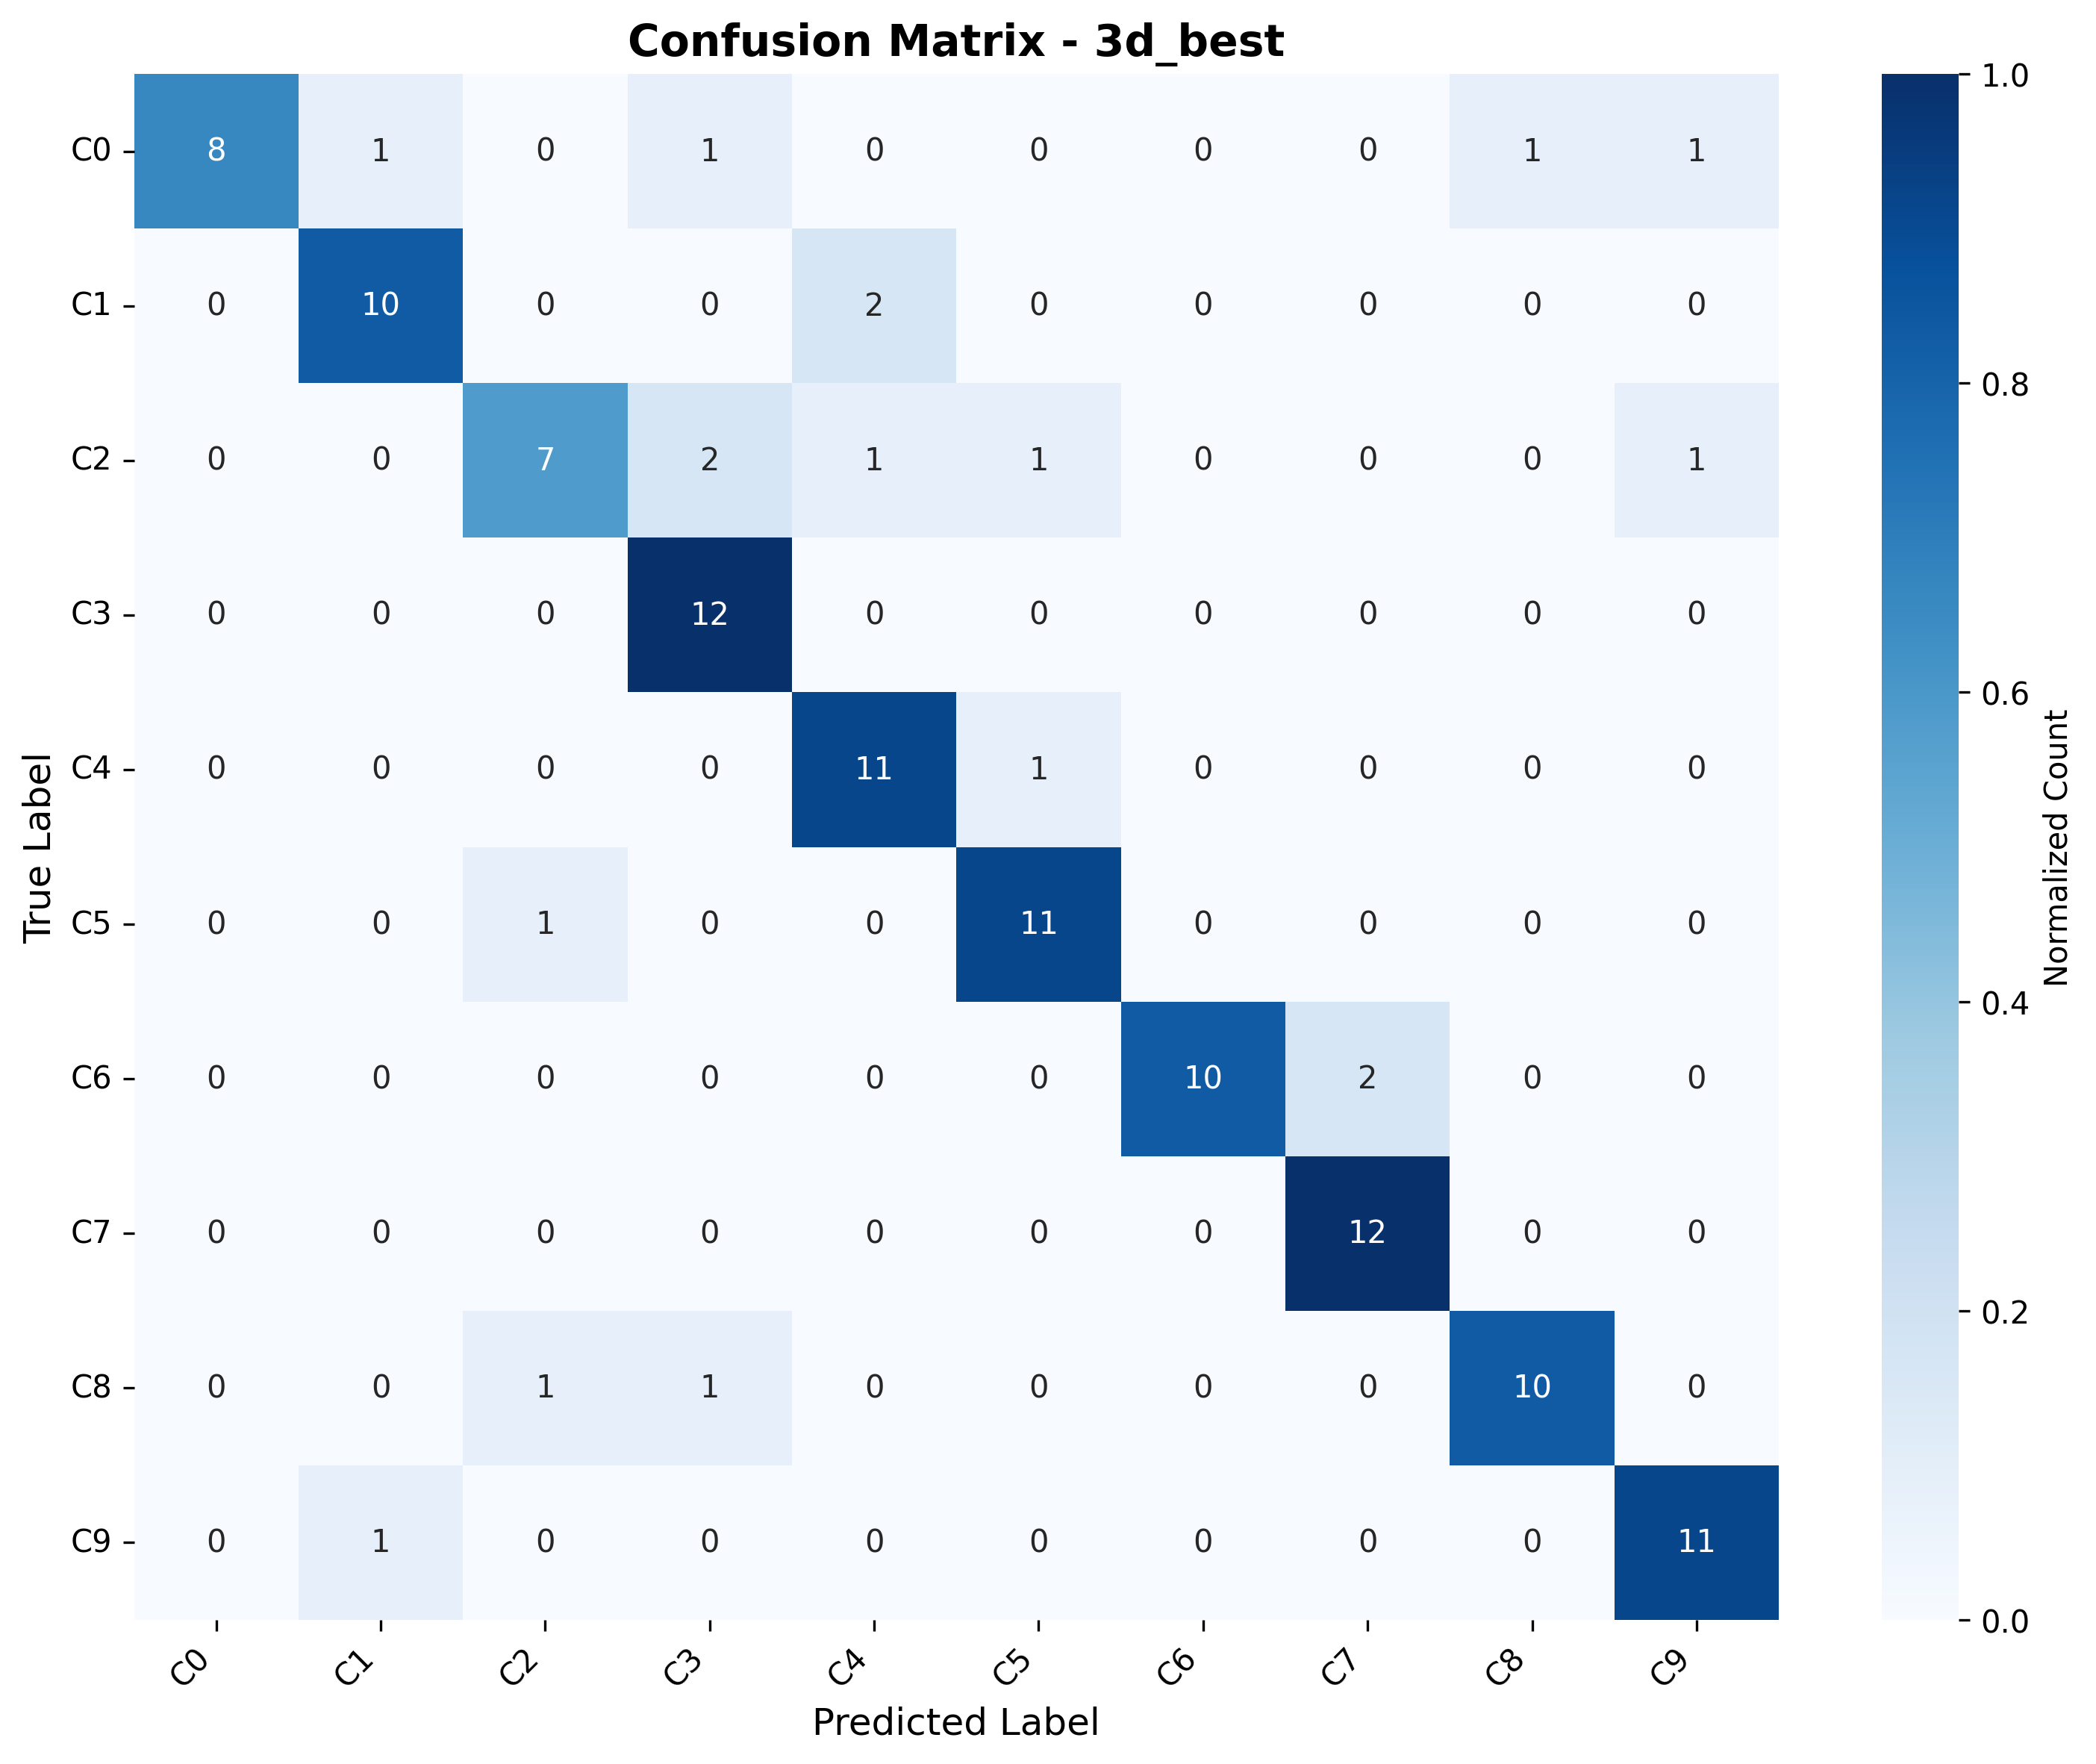 Confusion Matrix - 3d_best
C0 8 1 0 1 0 0 0 0 1 1
C1 0 10 0 0 2 0 0 0 0 0
C2 0 0 7 2 1 1 0 0 0 1
C3 0 0 0 12 0 0 0 0 0 0
C4 0 0 0 0 11 1 0 0 0 0
C5 0 0 1 0 0 11 0 0 0 0
C6 0 0 0 0 0 0 10 2 0 0
C7 0 0 0 0 0 0 0 12 0 0
C8 0 0 1 1 0 0 0 0 10 0
C9 0 1 0 0 0 0 0 0 0 11
C0 C1 C2 C3 C4 C5 C6 C7 C8 C9
Predicted Label
True Label
1.0
0.8
0.6
0.4
0.2
0.0
Normalized Count